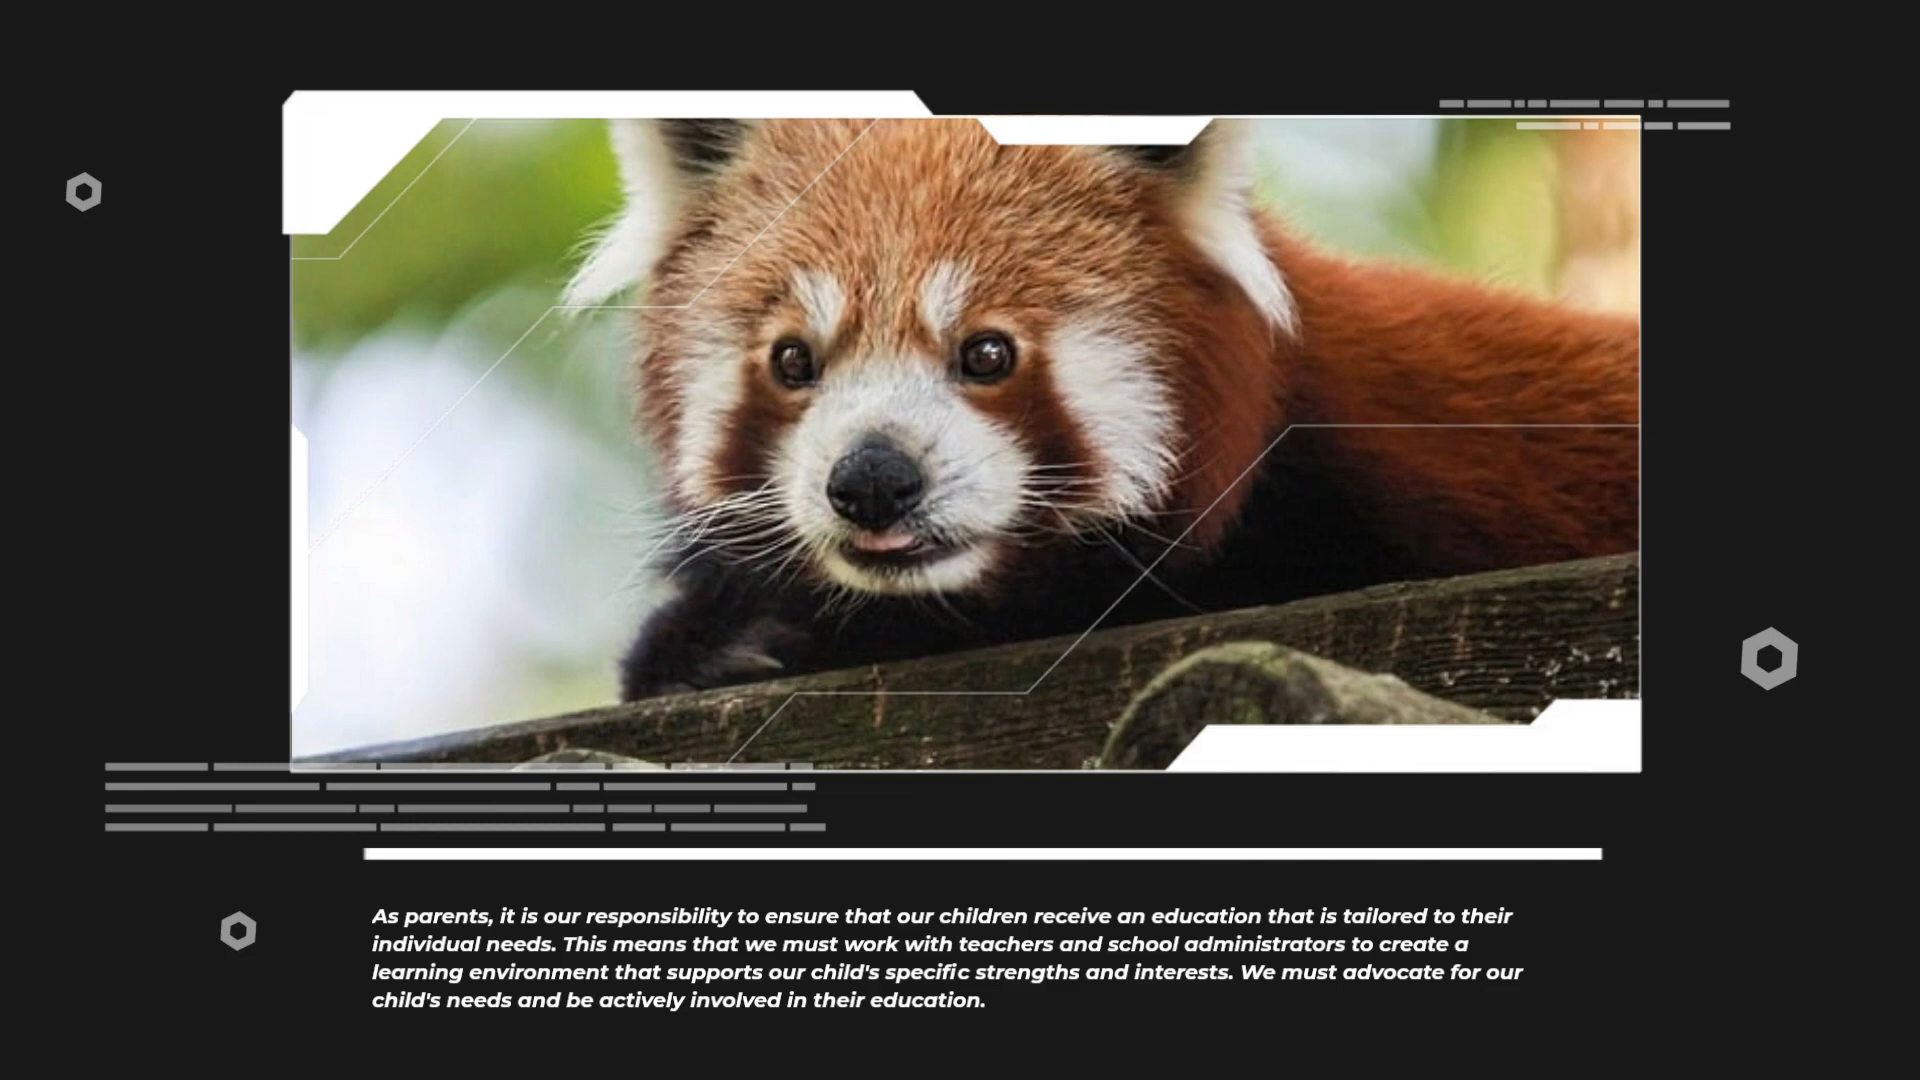 As parents, it is our responsibility to ensure that our children receive an education that is tailored to their
individual needs. This means that we must work with teachers and school administrators to create a
learning environment that supports our child's specific strengths and interests. We must advocate for our
child's needs and be actively involved in their education.